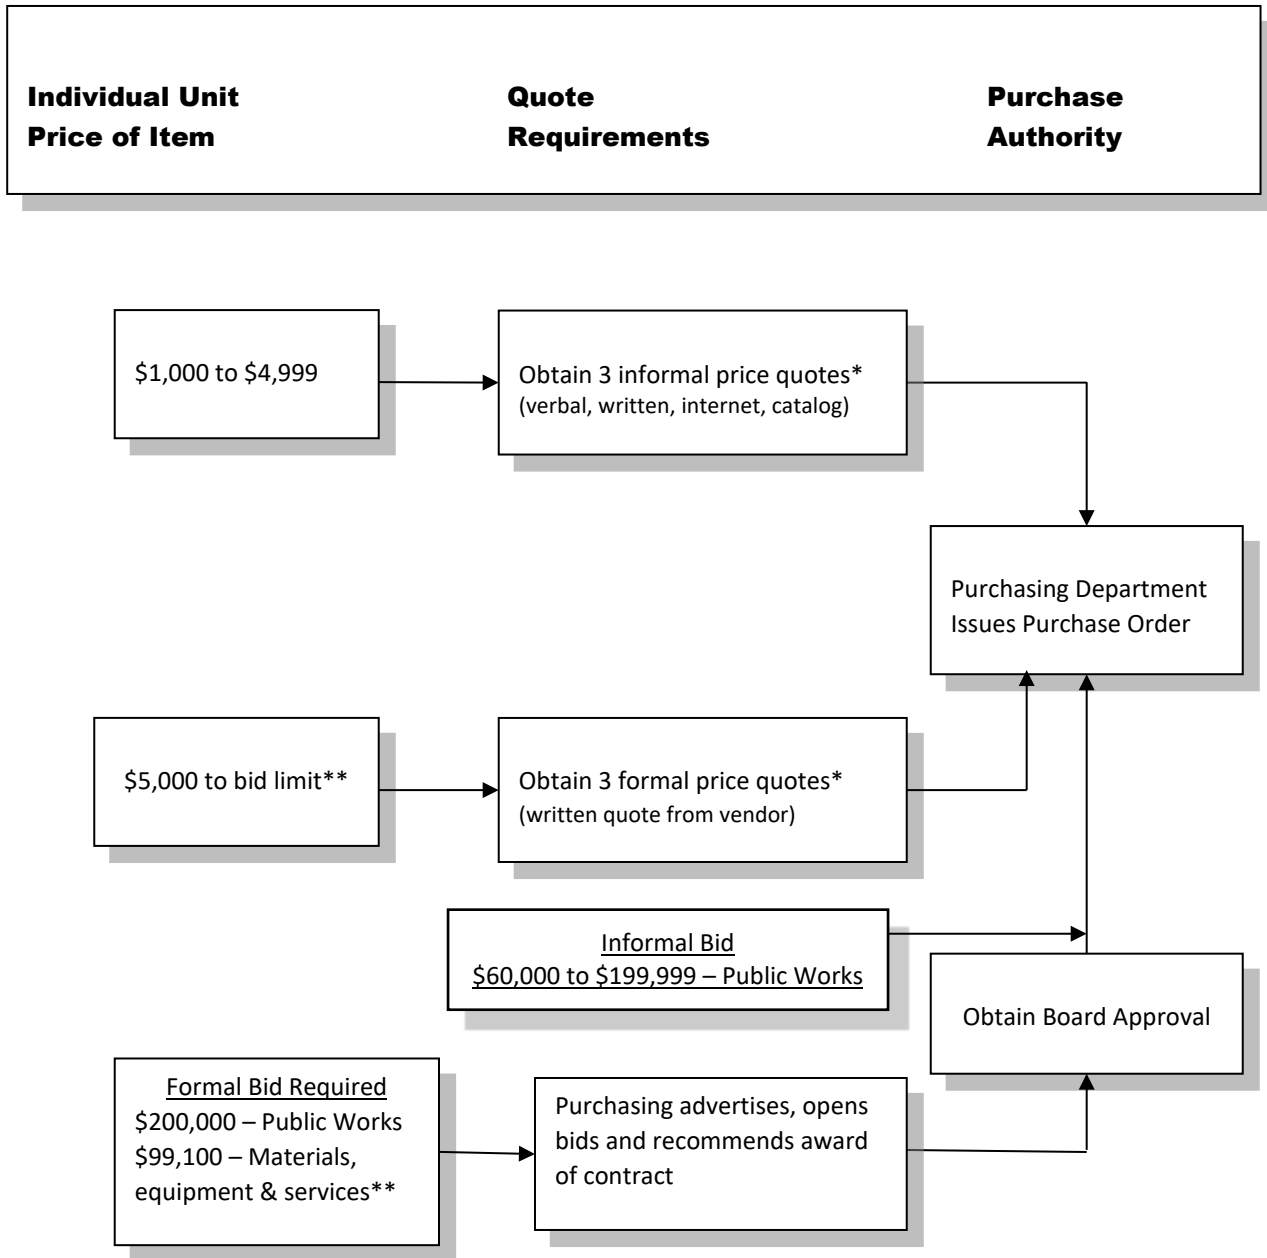 Individual Unit
Price of Item
Quote
Requirements
Purchase
Authority
$1,000 to $4,999
Obtain 3 informal price quotes*
(verbal, written, internet, catalog)
Purchasing Department
Issues Purchase Order
$5,000 to bid limit**
Obtain 3 formal price quotes*
(written quote from vendor)
Informal Bid
$60,000 to $199,999 – Public Works
Obtain Board Approval
Formal Bid Required
$200,000 – Public Works
$99,100 – Materials,
equipment & services**
Purchasing advertises, opens
bids and recommends award
of contract